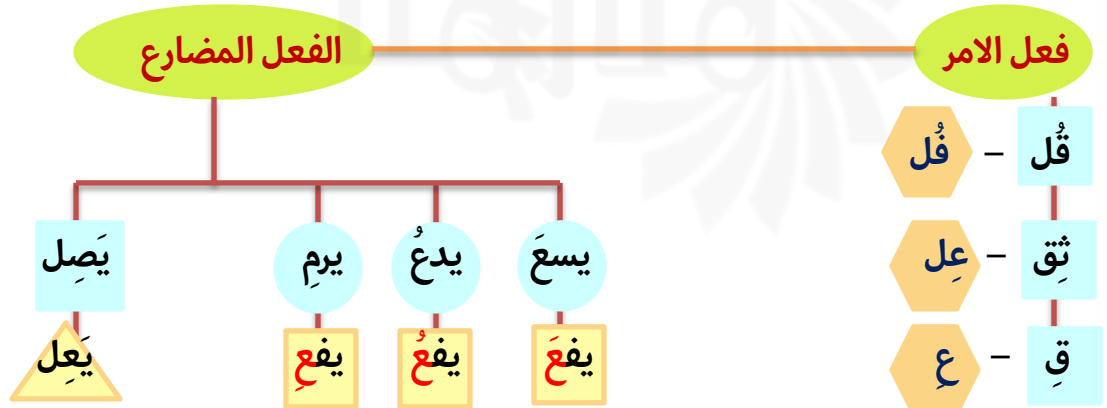 فعل الامر
الفعل المضارع
قُل – فُل
ثِق – عِل
قِ – عِ
يسعَ
يدعُ
يرمِ
يَصِل
يفعَ
يفعُ
يفعِ
يَعِل